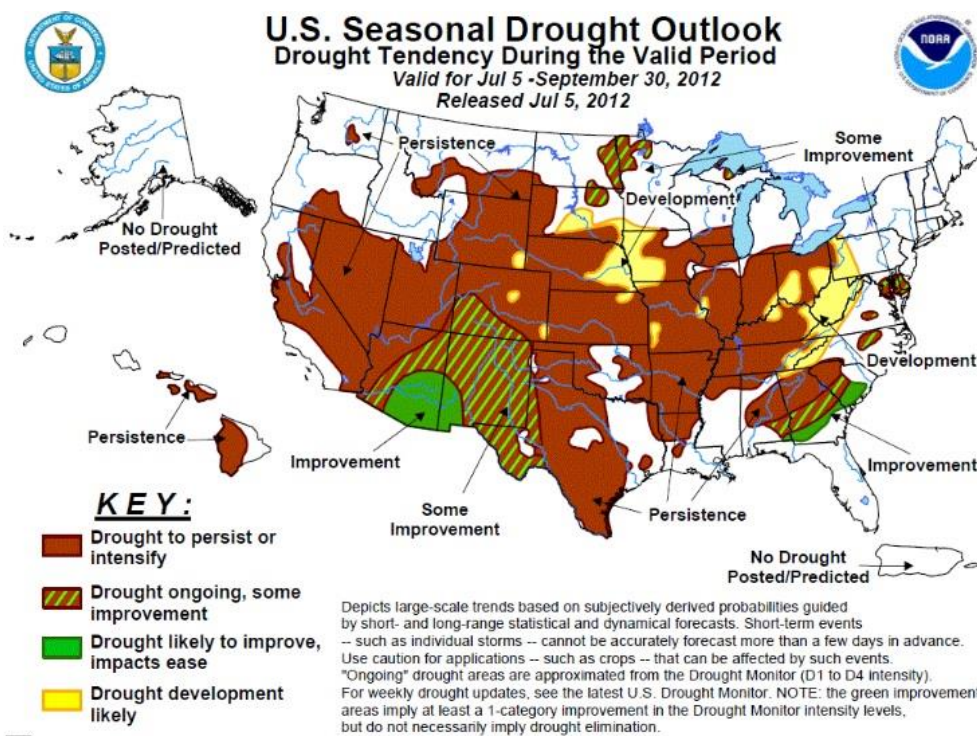 U.S. Seasonal Drought Outlook
Drought Tendency During the Valid Period
Valid for Jul 5 -September 30, 2012
Released Jul 5, 2012
DEPARTMENT OF COMMERCE
UNITED STATES OF AMERICA
NOAA
Persistence
Some
Improvement
Development
No Drought
Posted/Predicted
Development
Persistence
Improvement
Improvement
Some
Improvement
Persistence
No Drought
Posted/Predicted
KEY:
Drought to persist or
intensify
Drought ongoing, some
improvement
Drought likely to improve,
impacts ease
Drought development
likely
Depicts large-scale trends based on subjectively derived probabilities guided
by short- and long-range statistical and dynamical forecasts. Short-term events
-- such as individual storms -- cannot be accurately forecast more than a few days in advance.
Use caution for applications -- such as crops -- that can be affected by such events.
"Ongoing" drought areas are approximated from the Drought Monitor (D1 to D4 intensity).
For weekly drought updates, see the latest U.S. Drought Monitor. NOTE: the green improvement
areas imply at least a 1-category improvement in the Drought Monitor intensity levels,
but do not necessarily imply drought elimination.